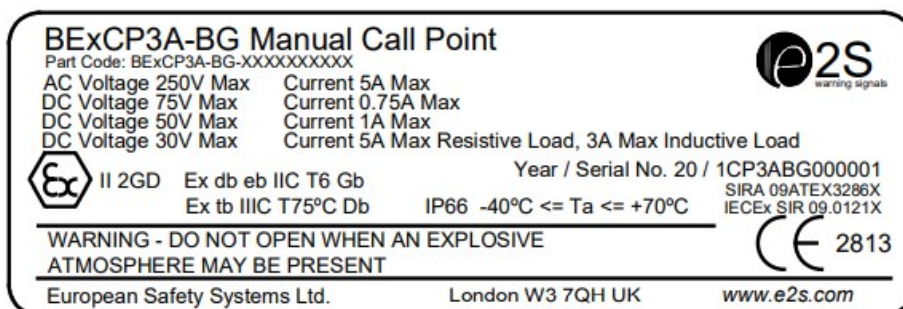 BExCP3A-BG Manual Call Point
Part Code: BExCP3A-BG-XXXXXXXXXX
AC Voltage 250V Max Current 5A Max
DC Voltage 75V Max Current 0.75A Max
DC Voltage 50V Max Current 1A Max
DC Voltage 30V Max Current 5A Max Resistive Load, 3A Max Inductive Load
e2S
warning signals
Year / Serial No. 20 / 1CP3ABG000001
Ex II 2GD Ex db eb IIC T6 Gb
SIRA 09ATEX3286X
Ex tb IIIC T75ºC Db IP66 -40ºC <= Ta <= +70ºC IECEx SIR 09.0121X
WARNING - DO NOT OPEN WHEN AN EXPLOSIVE
ATMOSPHERE MAY BE PRESENT
CE 2813
European Safety Systems Ltd. London W3 7QH UK www.e2s.com